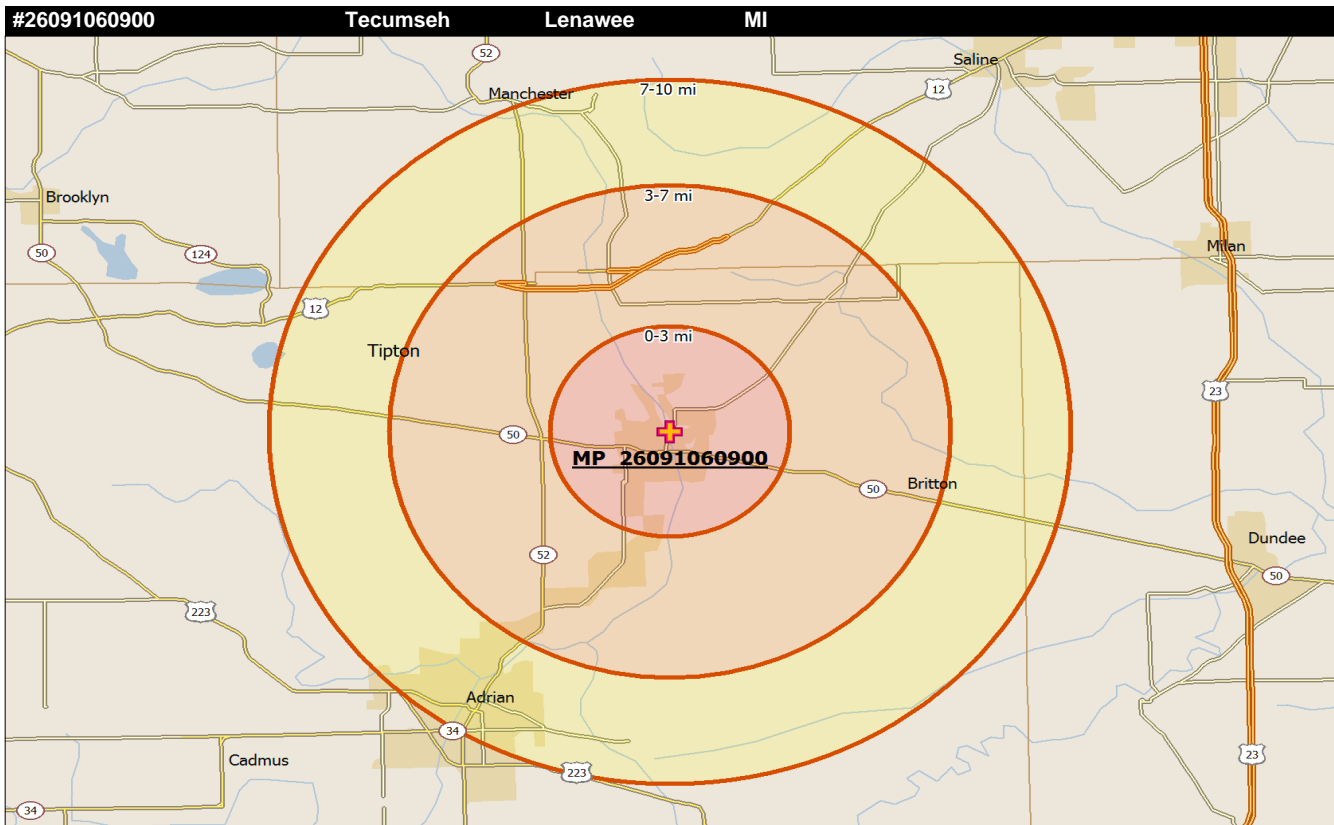 #26091060900 Tecumseh Lenawee MI
52
Saline
Manchester
7-10 mi
12
Brooklyn
3-7 mi
50
124
Milan
12
0-3 mi
Tipton
23
50
MP 26091060900
50
Britton
52
Dundee
50
223
Adrian
34
Cadmus
223
23
34